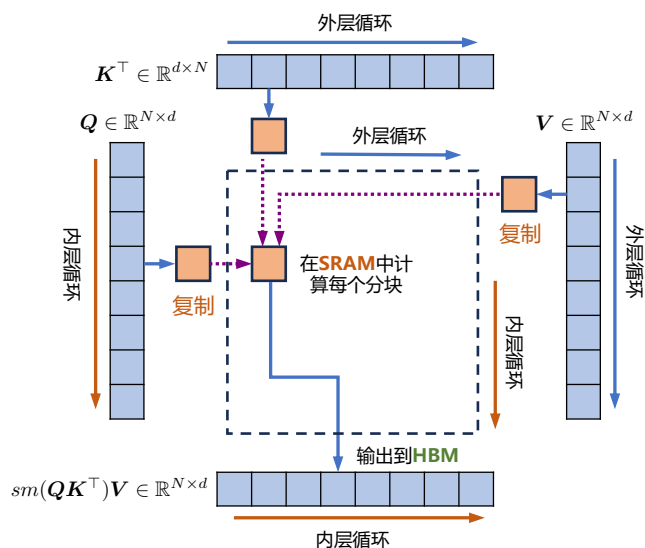 外层循环
K⊤ ∈ ℝ^{d×N}
Q ∈ ℝ^{N×d}
外层循环
V ∈ ℝ^{N×d}
内层循环
复制
在SRAM中计
算每个分块
复制
外层循环
内层循环
输出到HBM
sm(QK⊤)V ∈ ℝ^{N×d}
内层循环